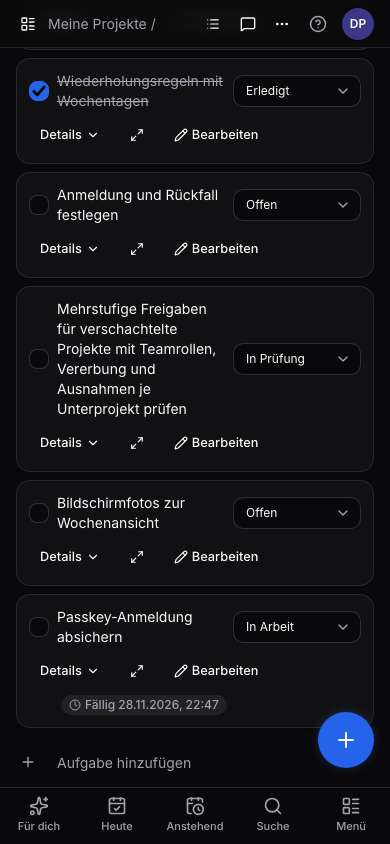 Meine Projekte /
DP
Wiederholungsregeln mit
Wochentagen
Erledigt
Details
Bearbeiten
Anmeldung und Rückfall
festlegen
Offen
Details
Bearbeiten
Mehrstufige Freigaben
für verschachtelte
Projekte mit Teamrollen,
Vererbung und
Ausnahmen je
Unterprojekt prüfen
In Prüfung
Details
Bearbeiten
Bildschirmfotos zur
Wochenansicht
Offen
Details
Bearbeiten
Passkey-Anmeldung
absichern
In Arbeit
Details
Bearbeiten
Fällig 28.11.2026, 22:47
Aufgabe hinzufügen
Für dich
Heute
Anstehend
Suche
Menü